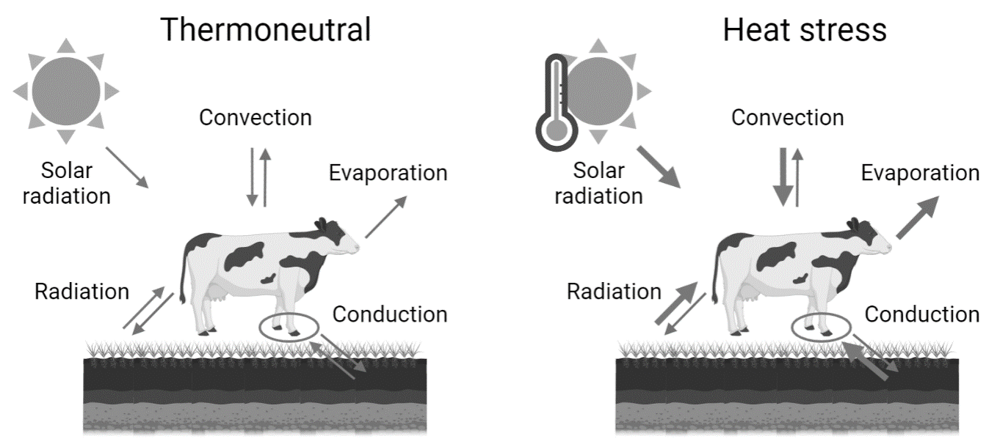 Thermoneutral
Convection
Solar
radiation
Evaporation
Radiation
Conduction
Heat stress
Convection
Solar
radiation
Evaporation
Radiation
Conduction